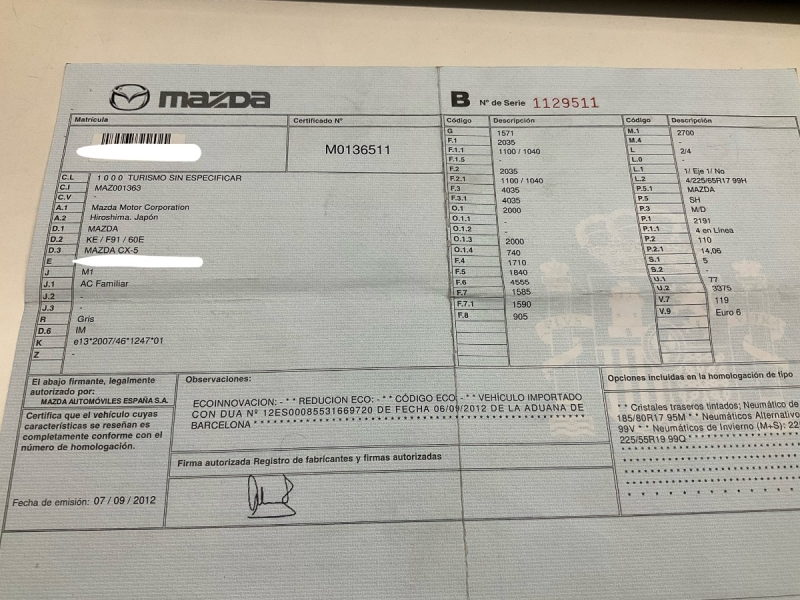 mazda
B Nº de Serie 1129511
Matrícula
Certificado Nº
M0136511
C.L 1 0 0 0 TURISMO SIN ESPECIFICAR
C.I MAZ001363
C.V -
A.1 Mazda Motor Corporation
A.2 Hiroshima. Japón
D.1 MAZDA
D.2 KE / F91 / 60E
D.3 MAZDA CX-5
E
J M1
J.1 AC Familiar
J.2 -
J.3 -
R Gris
D.6 IM
K e13*2007/46*1247*01
Z -
Código Descripción
G 1571
F.1 2035
F.1.1 1100 / 1040
F.1.5 -
F.2 2035
F.2.1 1100 / 1040
F.3 4035
F.3.1 4035
O.1 2000
O.1.1 -
O.1.2 -
O.1.3 2000
O.1.4 740
F.4 1710
F.5 1840
F.6 4555
F.7 1585
F.7.1 1590
F.8 905
Código Descripción
M.1 2700
M.4 -
L 2/4
L.0 -
L.1 1/ Eje 1/ No
L.2 4/225/65R17 99H
P.5.1 MAZDA
P.5 SH
P.3 M/D
P.1 2191
P.1.1 4 en Línea
P.2 110
P.2.1 14,06
S.1 5
S.2 -
U.1 77
U.2 3375
V.7 119
V.9 Euro 6
El abajo firmante, legalmente
autorizado por:
MAZDA AUTOMÓVILES ESPAÑA S.A.
Certifica que el vehículo cuyas
características se reseñan es
completamente conforme con el
número de homologación.
Fecha de emisión: 07 / 09 / 2012
Observaciones:
ECOINNOVACION: - * * REDUCION ECO: - * * CÓDIGO ECO: - * * VEHÍCULO IMPORTADO
CON DUA Nº 12ES00085531669720 DE FECHA 06/09/2012 DE LA ADUANA DE
BARCELONA * * * * * * * * * * * * * * * * * * * * * * * * * * * * * * * * * * * * * * * * * *
Firma autorizada Registro de fabricantes y firmas autorizadas
Opciones incluidas en la homologación de tipo
* * Cristales traseros tintados; Neumático de
185/80R17 95M * * Neumáticos Alternativo
99V * * Neumáticos de Invierno (M+S): 225
225/55R19 99Q * * * * * * * * * * * * * * *